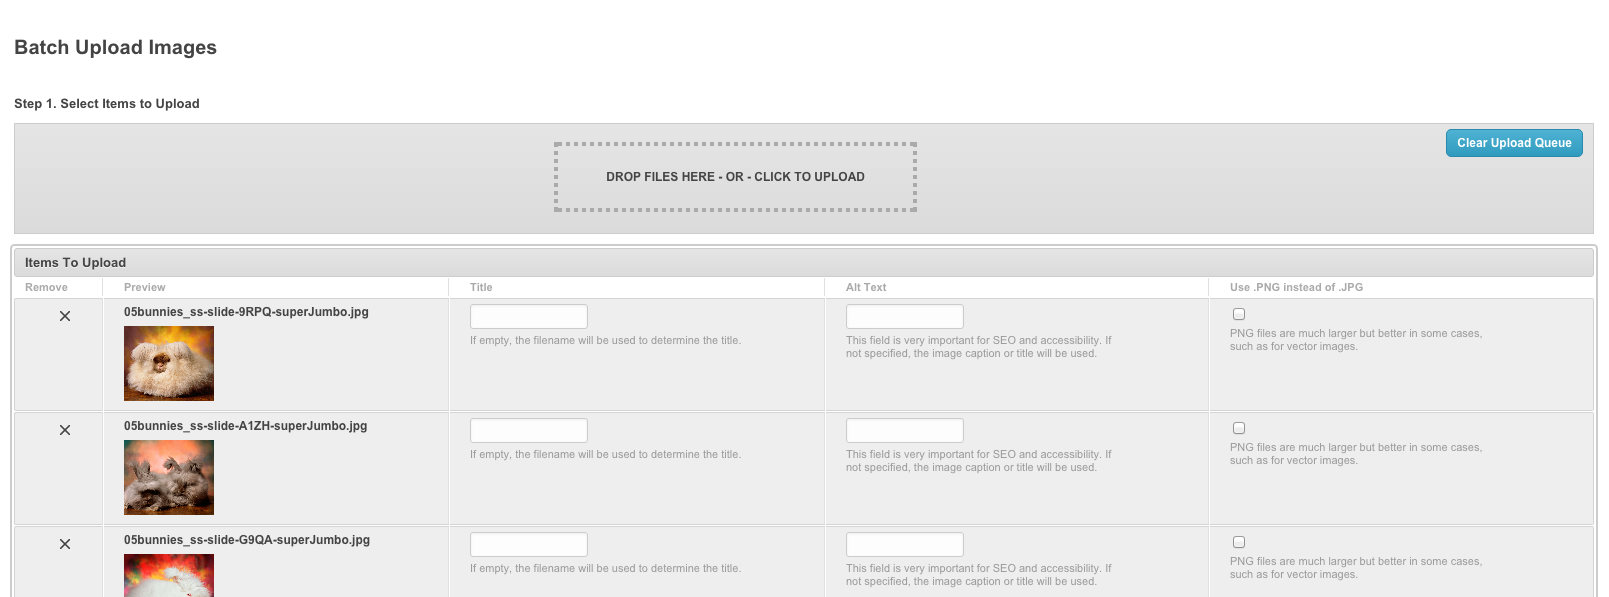 Batch Upload Images
Step 1. Select Items to Upload
Clear Upload Queue
DROP FILES HERE - OR - CLICK TO UPLOAD
Items To Upload
Remove
Preview
Title
Alt Text
Use .PNG instead of .JPG
05bunnies_ss-slide-9RPQ-superJumbo.jpg
If empty, the filename will be used to determine the title.
This field is very important for SEO and accessibility. If
not specified, the image caption or title will be used.
PNG files are much larger but better in some cases,
such as for vector images.
05bunnies_ss-slide-A1ZH-superJumbo.jpg
If empty, the filename will be used to determine the title.
This field is very important for SEO and accessibility. If
not specified, the image caption or title will be used.
PNG files are much larger but better in some cases,
such as for vector images.
05bunnies_ss-slide-G9QA-superJumbo.jpg
If empty, the filename will be used to determine the title.
This field is very important for SEO and accessibility. If
not specified, the image caption or title will be used.
PNG files are much larger but better in some cases,
such as for vector images.